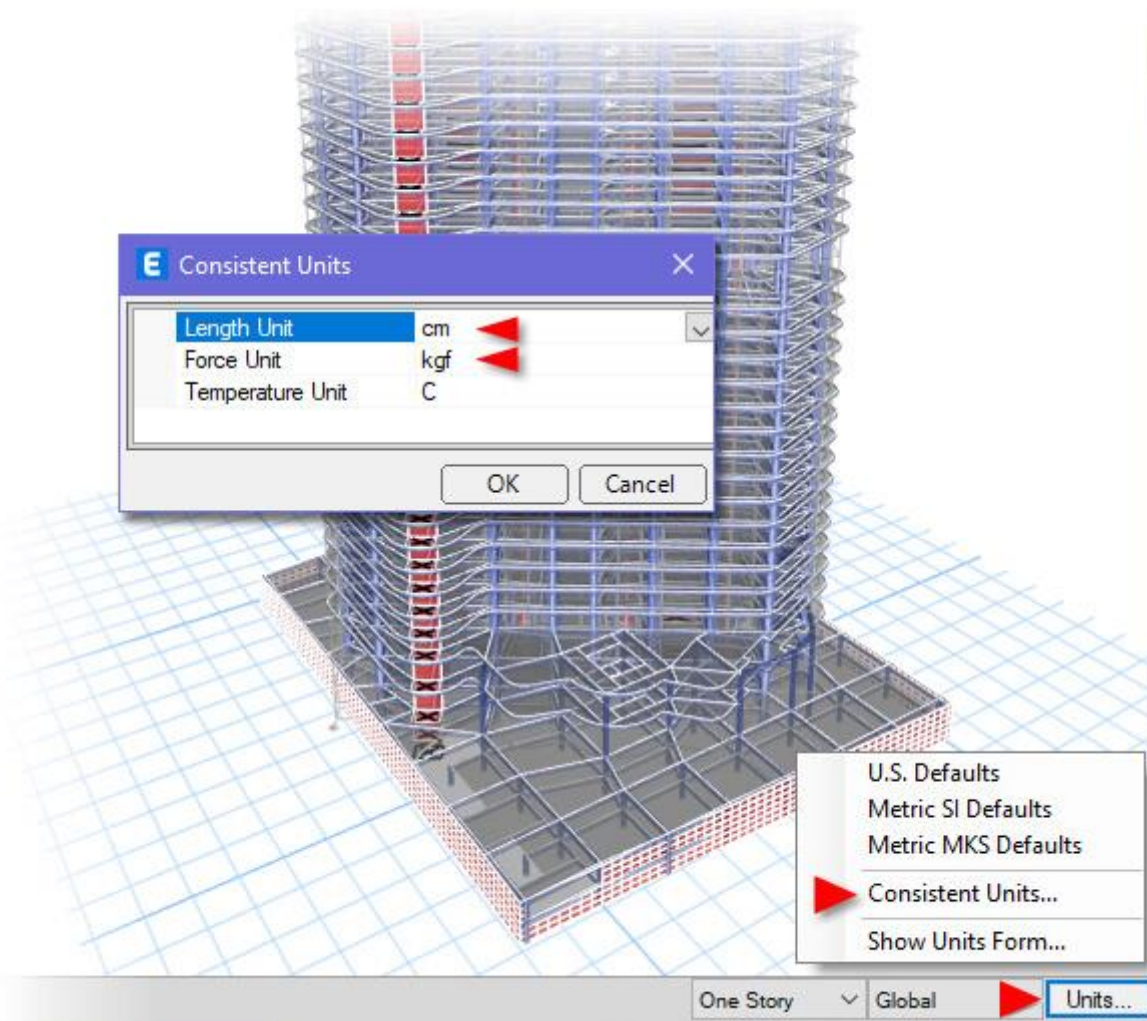 E Consistent Units
Length Unit cm
Force Unit kgf
Temperature Unit C
OK Cancel
U.S. Defaults
Metric SI Defaults
Metric MKS Defaults
Consistent Units...
Show Units Form...
One Story Global Units...